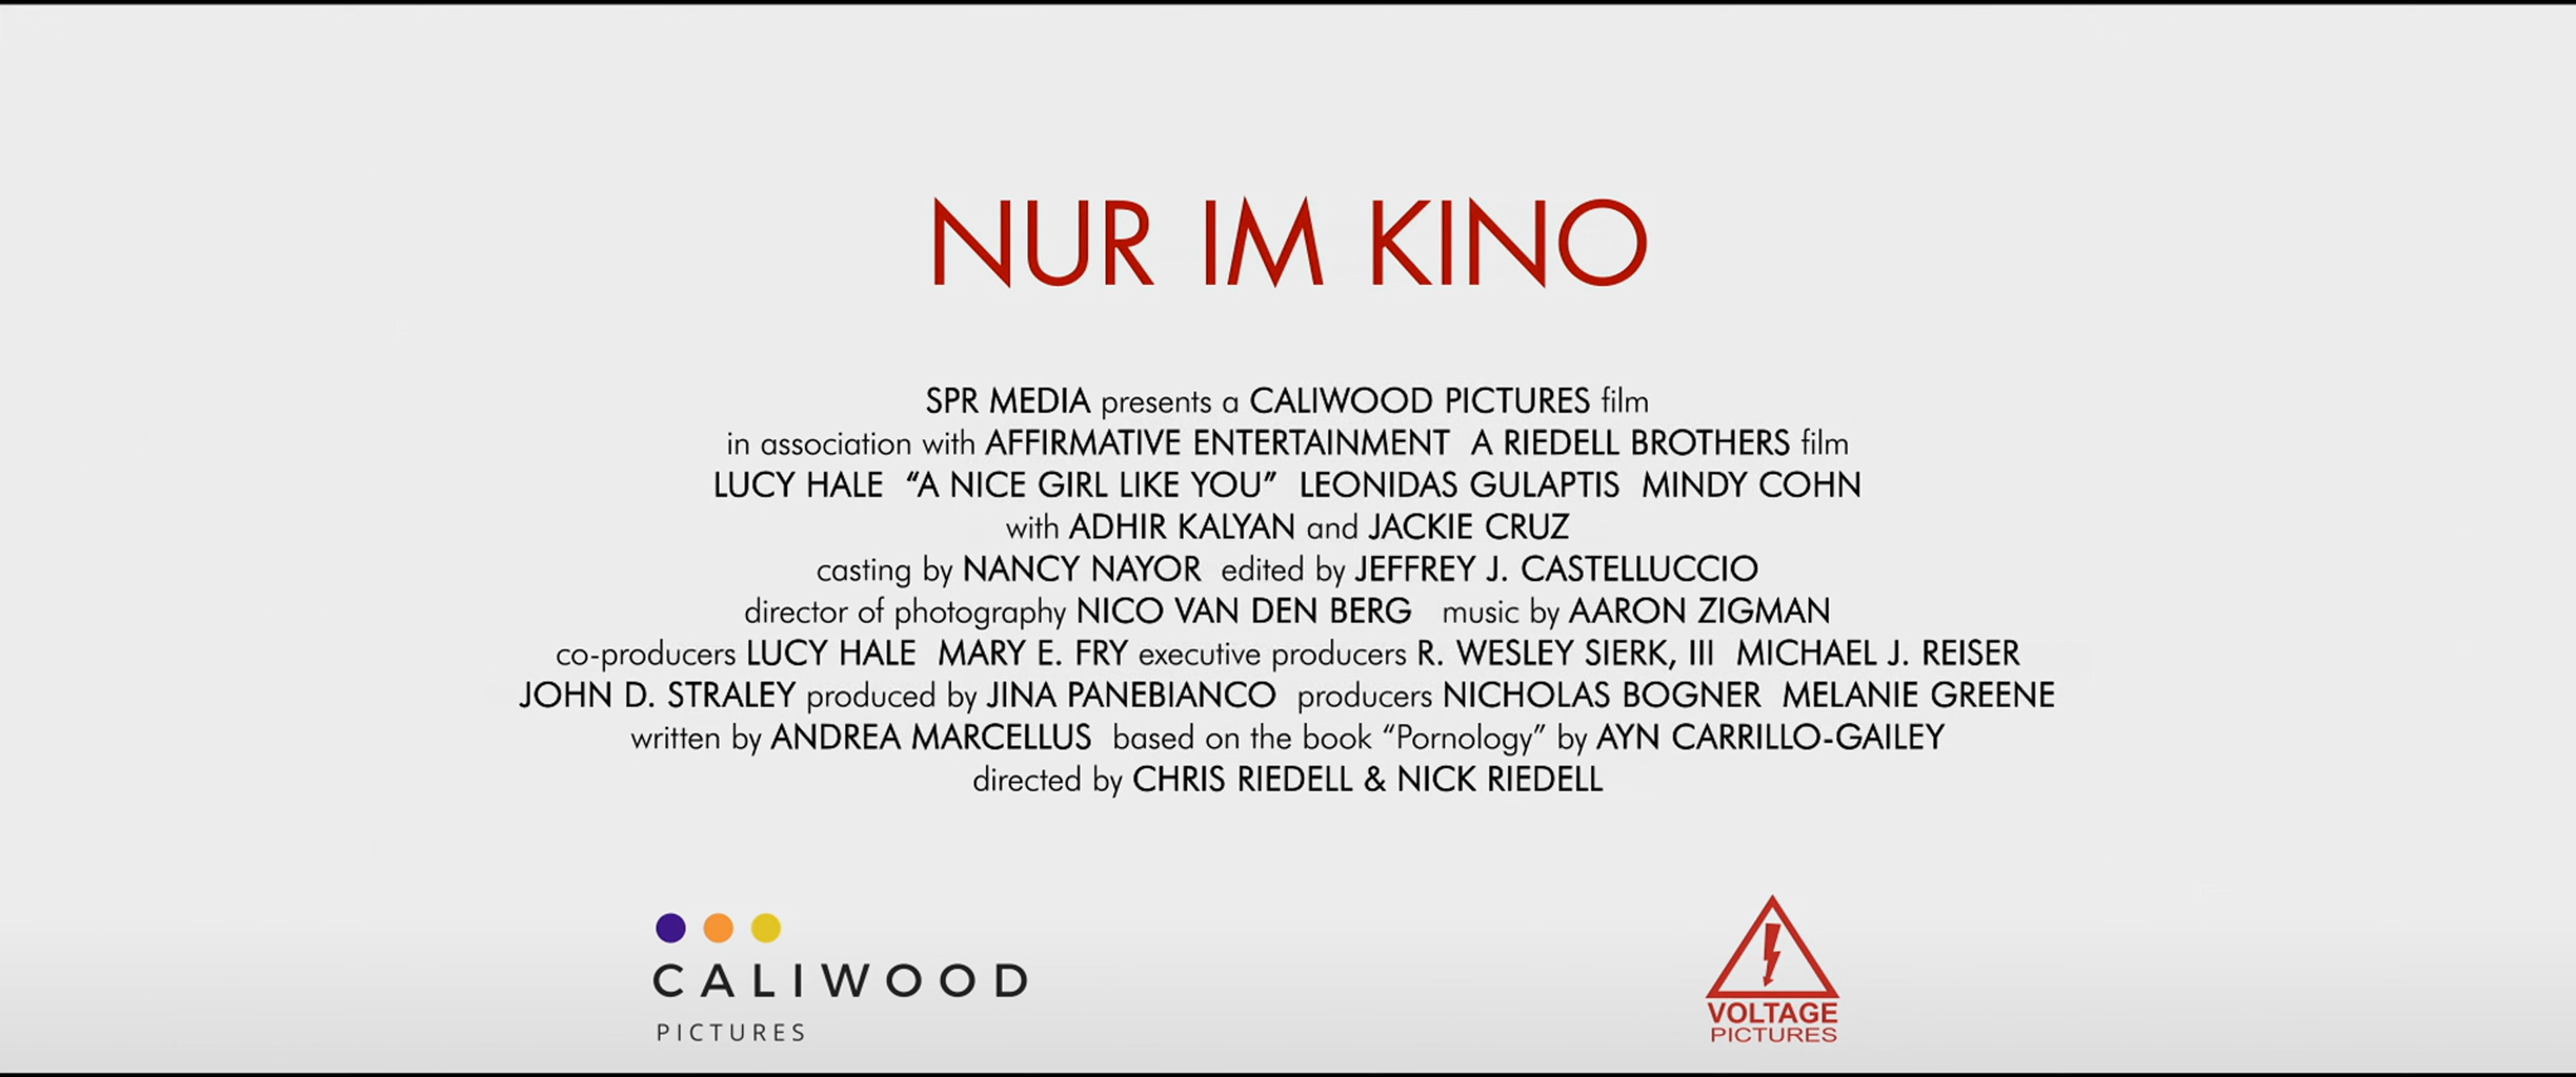 NUR IM KINO
SPR MEDIA presents a CALIWOOD PICTURES film
in association with AFFIRMATIVE ENTERTAINMENT A RIEDELL BROTHERS film
LUCY HALE “A NICE GIRL LIKE YOU” LEONIDAS GULAPTIS MINDY COHN
with ADHIR KALYAN and JACKIE CRUZ
casting by NANCY NAYOR edited by JEFFREY J. CASTELLUCCIO
director of photography NICO VAN DEN BERG music by AARON ZIGMAN
co-producers LUCY HALE MARY E. FRY executive producers R. WESLEY SIERK, III MICHAEL J. REISER
JOHN D. STRALEY produced by JINA PANEBIANCO producers NICHOLAS BOGNER MELANIE GREENE
written by ANDREA MARCELLUS based on the book “Pornology” by AYN CARRILLO-GAILEY
directed by CHRIS RIEDELL & NICK RIEDELL
CALIWOOD
PICTURES
VOLTAGE
PICTURES